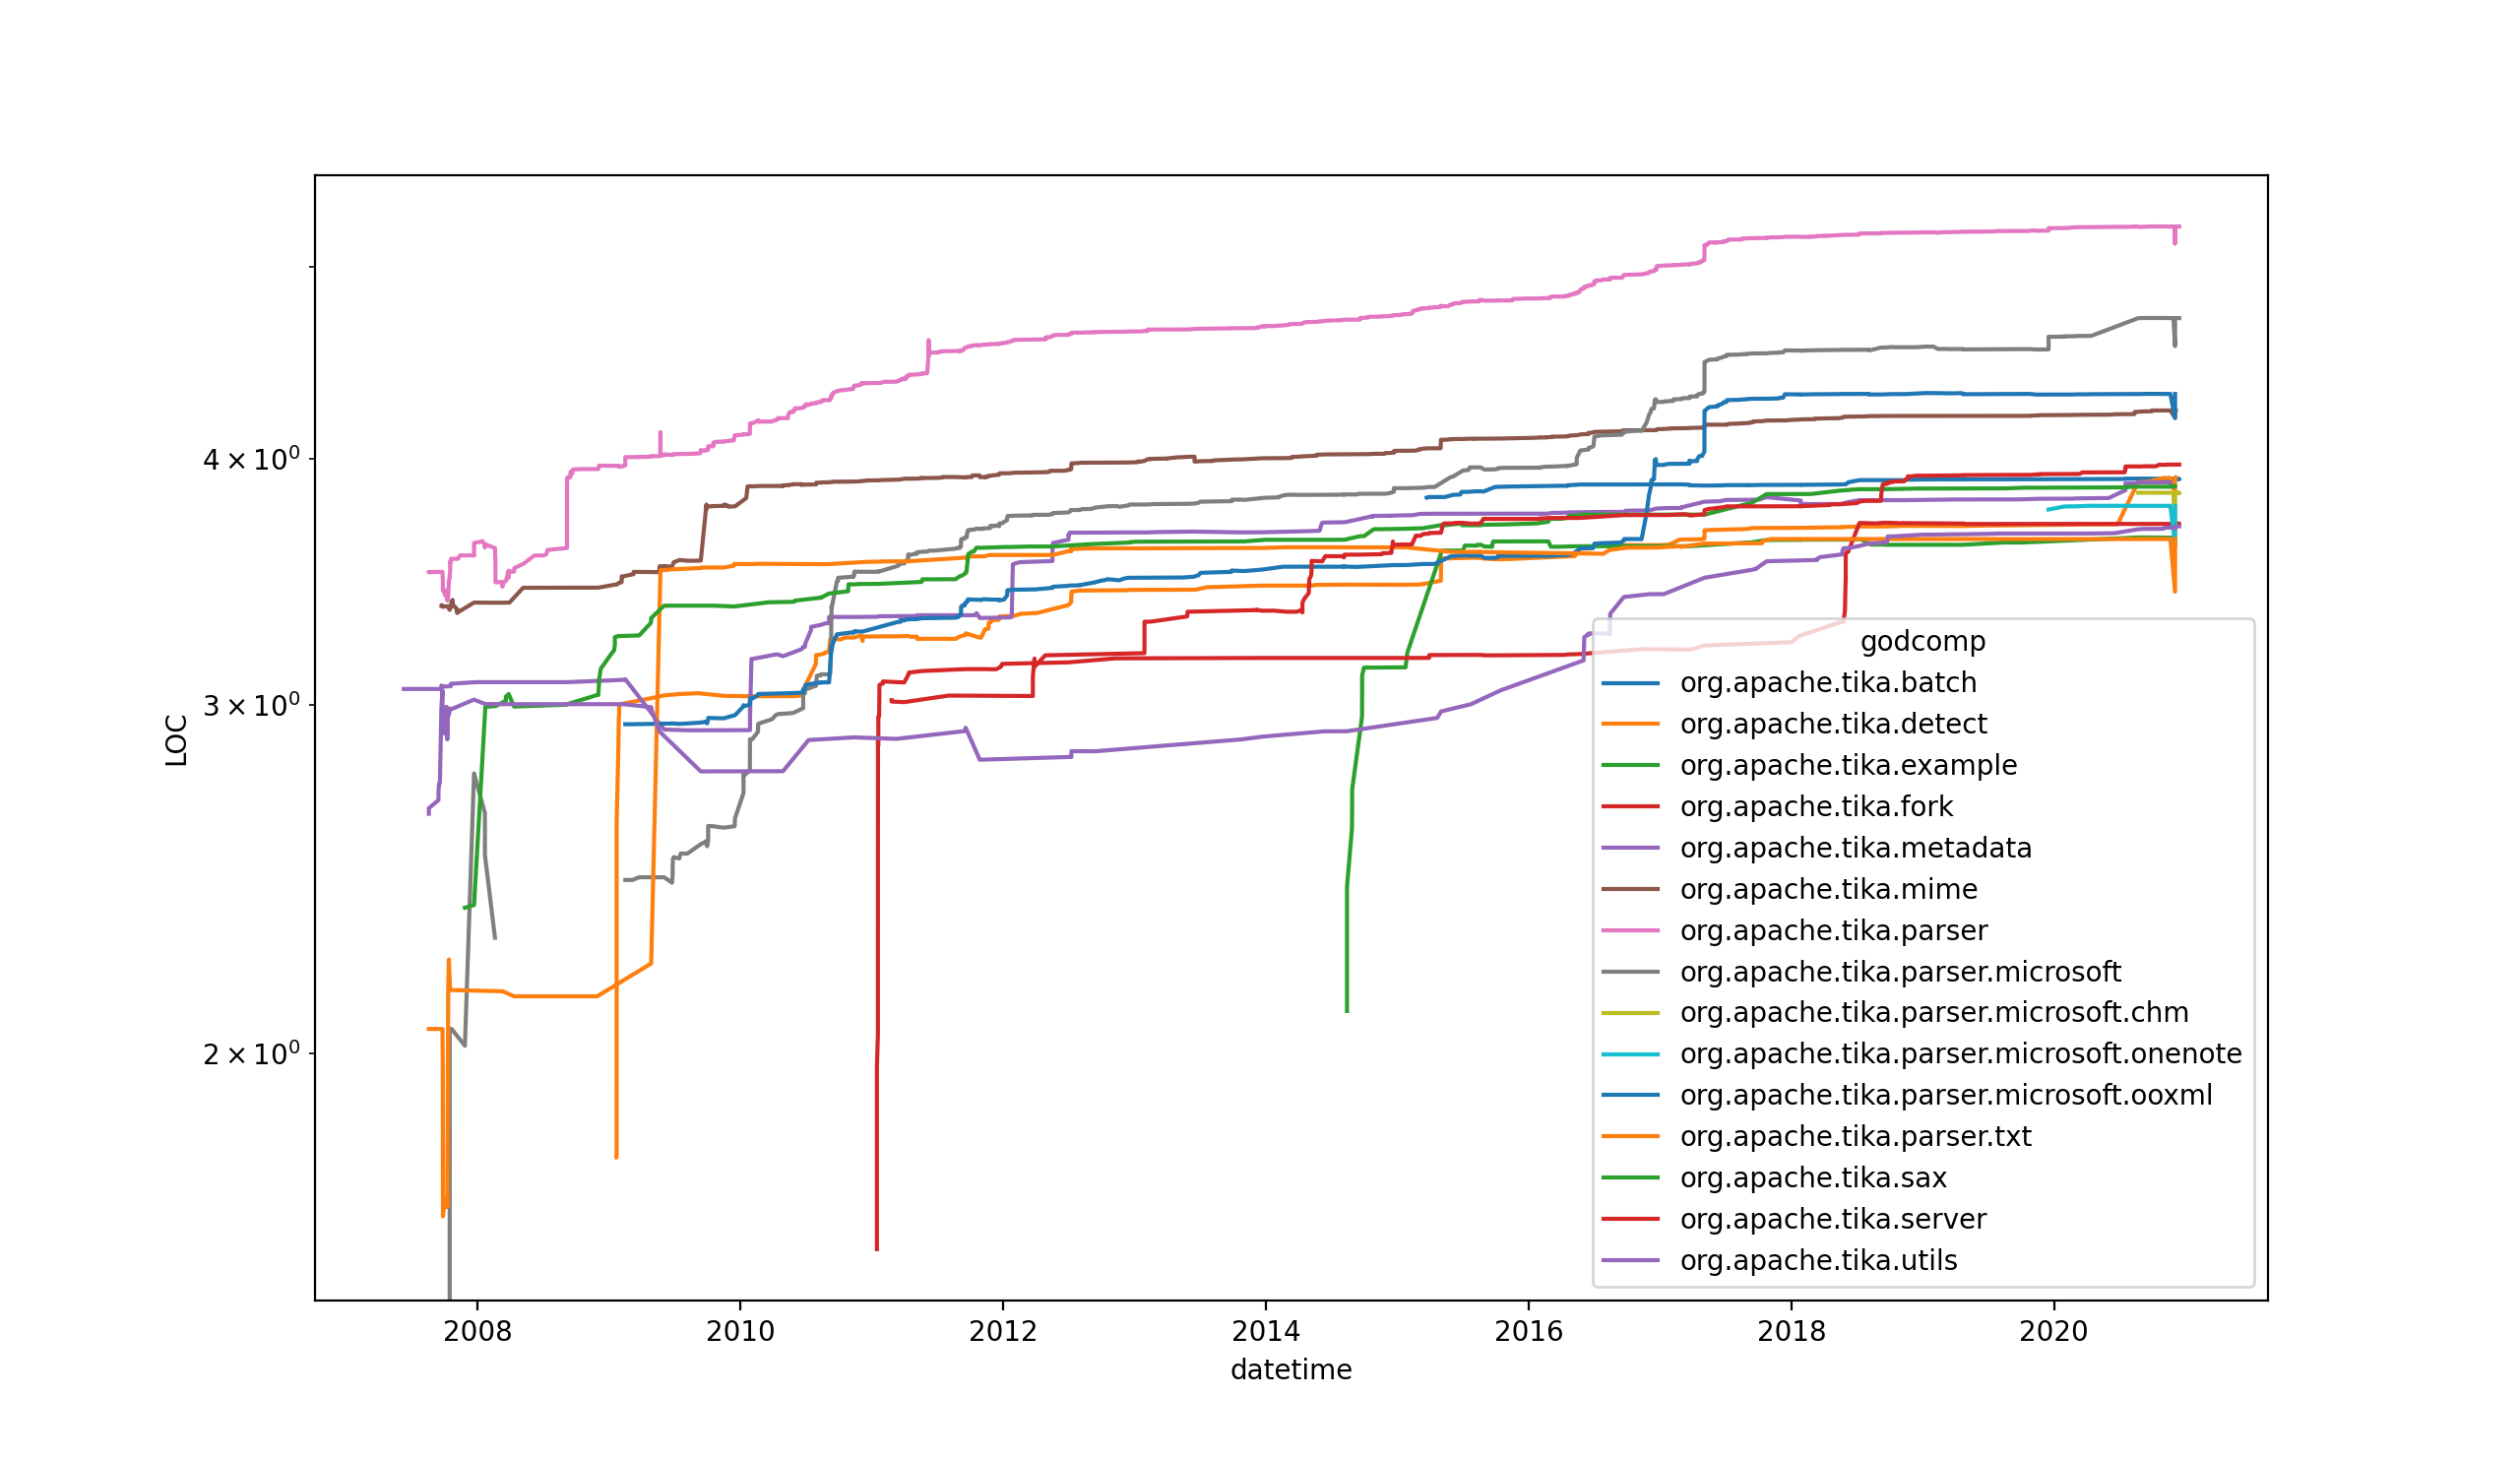 LOC
4 × 10⁰
3 × 10⁰
2 × 10⁰
2008 2010 2012 2014 2016 2018 2020
datetime
godcomp
org.apache.tika.batch
org.apache.tika.detect
org.apache.tika.example
org.apache.tika.fork
org.apache.tika.metadata
org.apache.tika.mime
org.apache.tika.parser
org.apache.tika.parser.microsoft
org.apache.tika.parser.microsoft.chm
org.apache.tika.parser.microsoft.onenote
org.apache.tika.parser.microsoft.ooxml
org.apache.tika.parser.txt
org.apache.tika.sax
org.apache.tika.server
org.apache.tika.utils